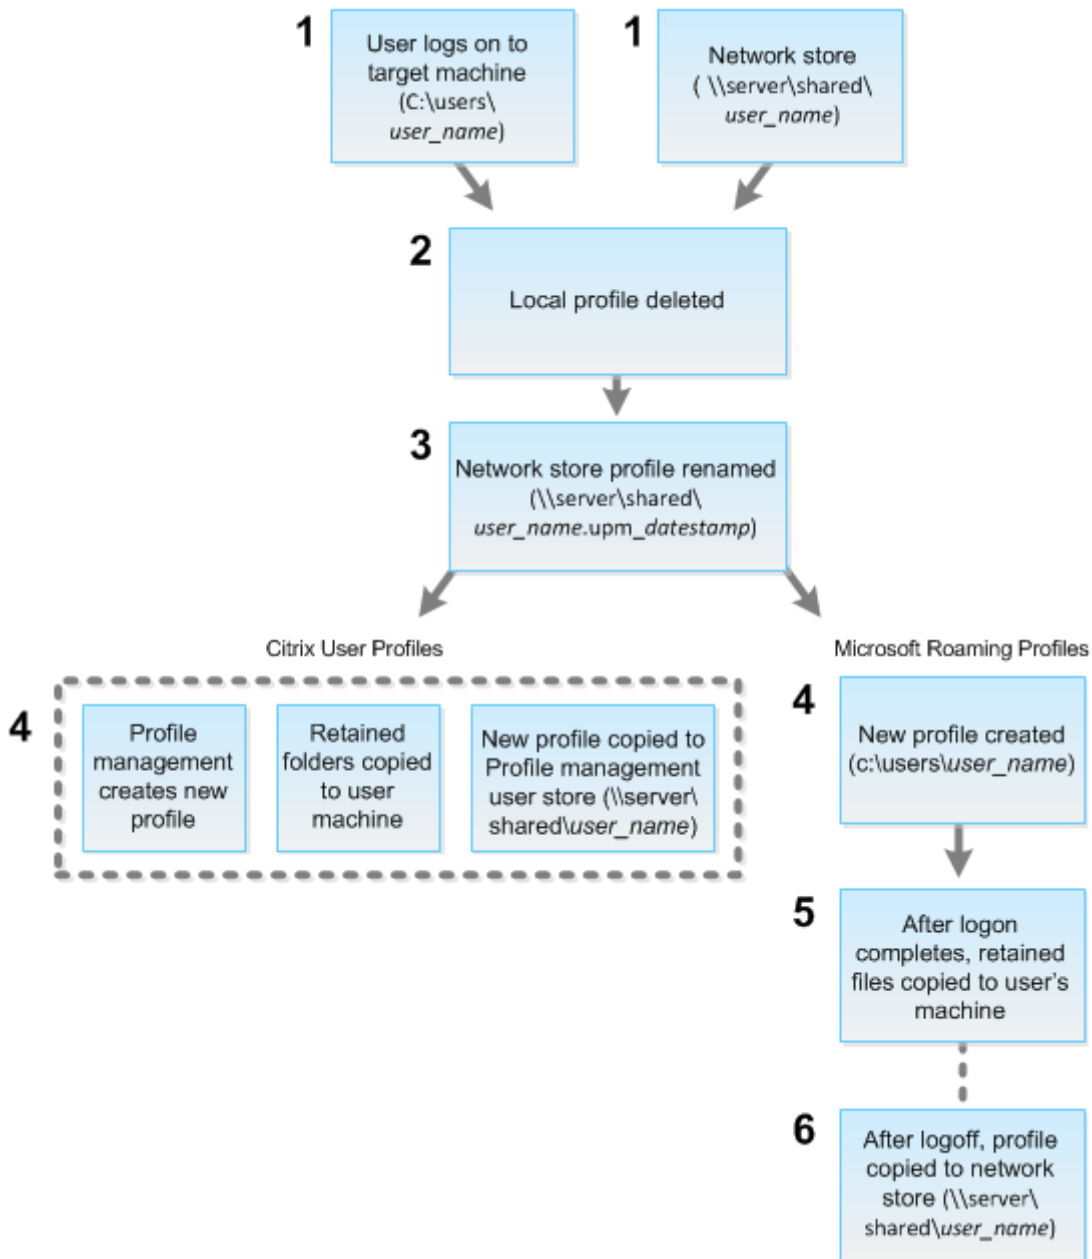 1
User logs on to
target machine
(C:\users\
user_name)
1
Network store
( \\server\shared\
user_name)
2
Local profile deleted
3
Network store profile renamed
(\\server\shared\
user_name.upm_datestamp)
Citrix User Profiles
4
Profile
management
creates new
profile
Retained
folders copied
to user
machine
New profile copied to
Profile management
user store (\\server\
shared\user_name)
Microsoft Roaming Profiles
4
New profile created
(c:\users\user_name)
5
After logon
completes, retained
files copied to user's
machine
6
After logoff, profile
copied to network
store (\\server\
shared\user_name)